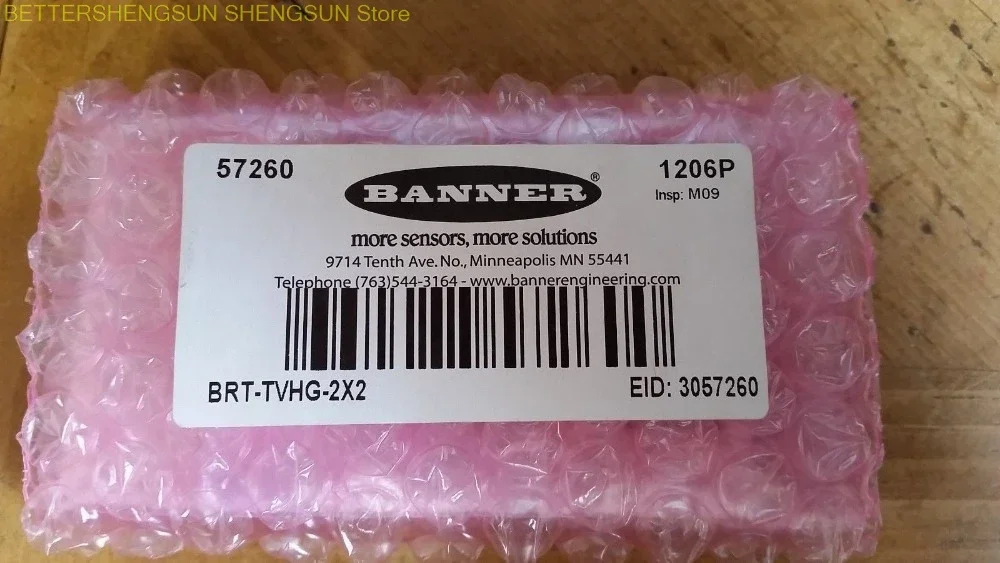 BETTERSHENGSUN SHENGSUN Store
57260
1206P
BANNER®
Insp: M09
more sensors, more solutions
9714 Tenth Ave. No., Minneapolis MN 55441
Telephone (763)544-3164 - www.bannerengineering.com
BRT-TVHG-2X2
EID: 3057260